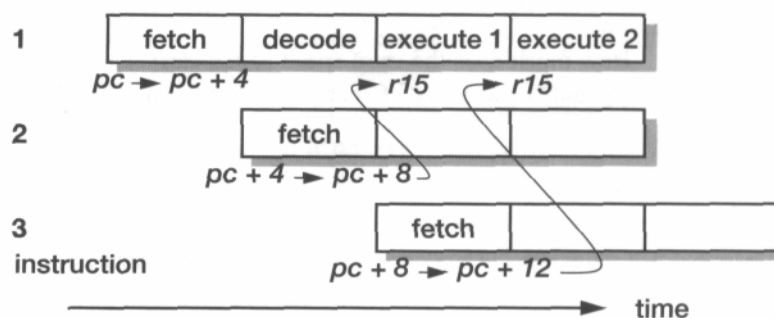 1 fetch decode execute 1 execute 2
pc → pc + 4 r15 r15
2 fetch
pc + 4 → pc + 8
3 fetch
instruction pc + 8 → pc + 12
time